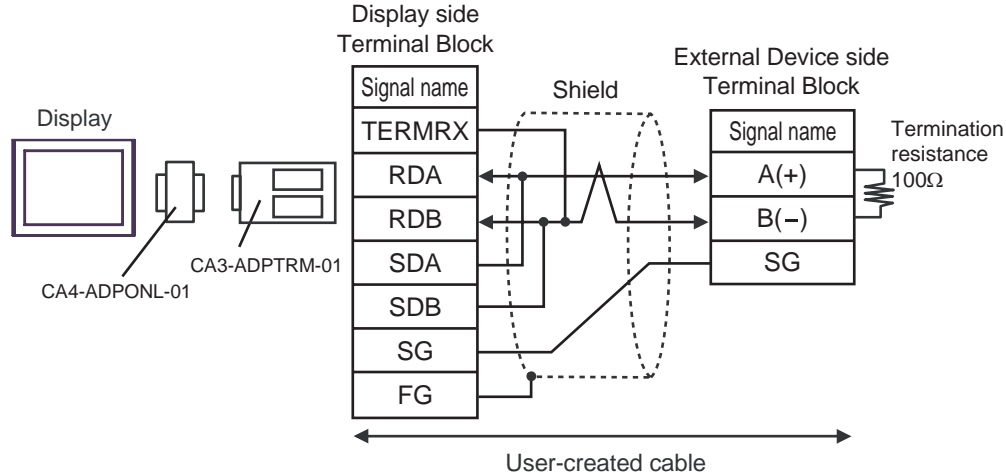 Display side
Terminal Block
External Device side
Terminal Block
Signal name
Shield
Display
TERMRX
Signal name
Termination
resistance
100Ω
RDA
A(+)
RDB
B(−)
SDA
SG
CA3-ADPTRM-01
CA4-ADPONL-01
SDB
SG
FG
User-created cable